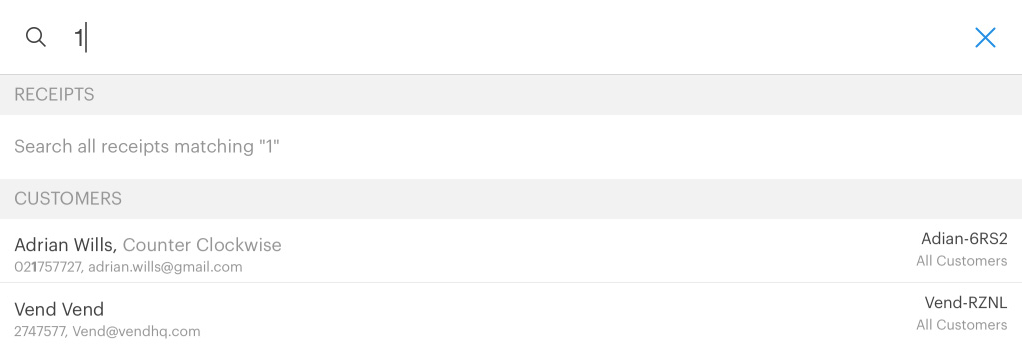 1
RECEIPTS
Search all receipts matching "1"
CUSTOMERS
Adrian Wills, Counter Clockwise
Adian-6RS2
021757727, adrian.wills@gmail.com
All Customers
Vend Vend
Vend-RZNL
2747577, Vend@vendhq.com
All Customers